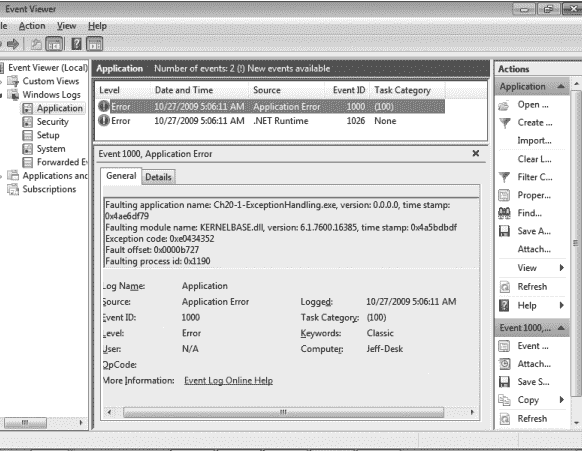 Event Viewer
Action View Help
Event Viewer (Local)
Custom Views
Windows Logs
Application
Security
Setup
System
Forwarded Ev
Applications and
Subscriptions
Application Number of events: 2 (!) New events available
Level Date and Time Source Event ID Task Category
Error 10/27/2009 5:06:11 AM Application Error 1000 (100)
Error 10/27/2009 5:06:11 AM .NET Runtime 1026 None
Event 1000, Application Error
General Details
Faulting application name: Ch20-1-ExceptionHandling.exe, version: 0.0.0.0, time stamp:
0x4ae6df79
Faulting module name: KERNELBASE.dll, version: 6.1.7600.16385, time stamp: 0x4a5bdbdf
Exception code: 0xe0434352
Fault offset: 0x0000b727
Faulting process id: 0x1190
Log Name: Application
Source: Application Error Logged: 10/27/2009 5:06:11 AM
Event ID: 1000 Task Category: (100)
Level: Error Keywords: Classic
User: N/A Computer: Jeff-Desk
OpCode:
More Information: Event Log Online Help
Actions
Application
Open ...
Create ...
Import...
Clear L...
Filter C...
Proper...
Find...
Save A...
Attach...
View
Refresh
Help
Event 1000,...
Event ...
Attach...
Save S...
Copy
Refresh